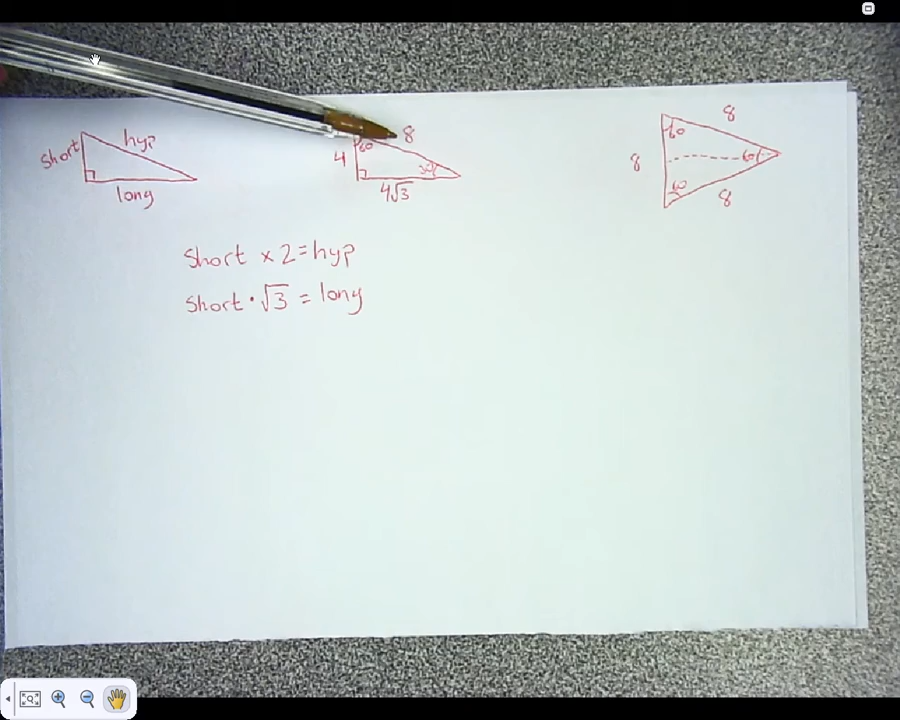 short
hyp
long
60
8
4
30
4√3
8
60
8
60
60
8
short × 2 = hyp
short · √3 = long